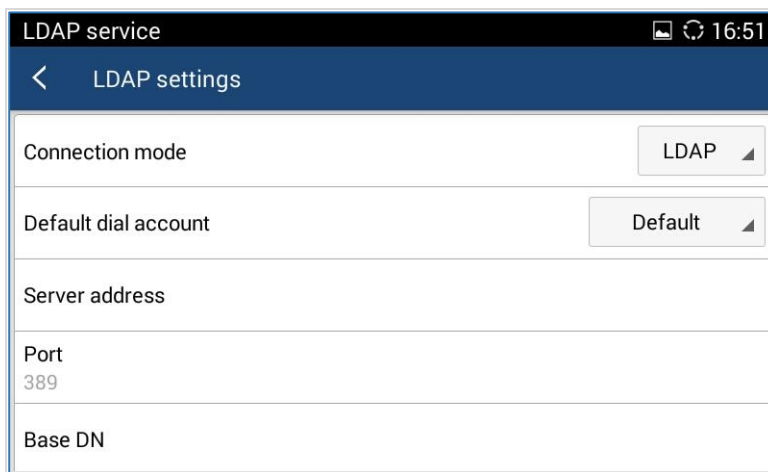 LDAP service 16:51
LDAP settings
Connection mode LDAP
Default dial account Default
Server address
Port
389
Base DN